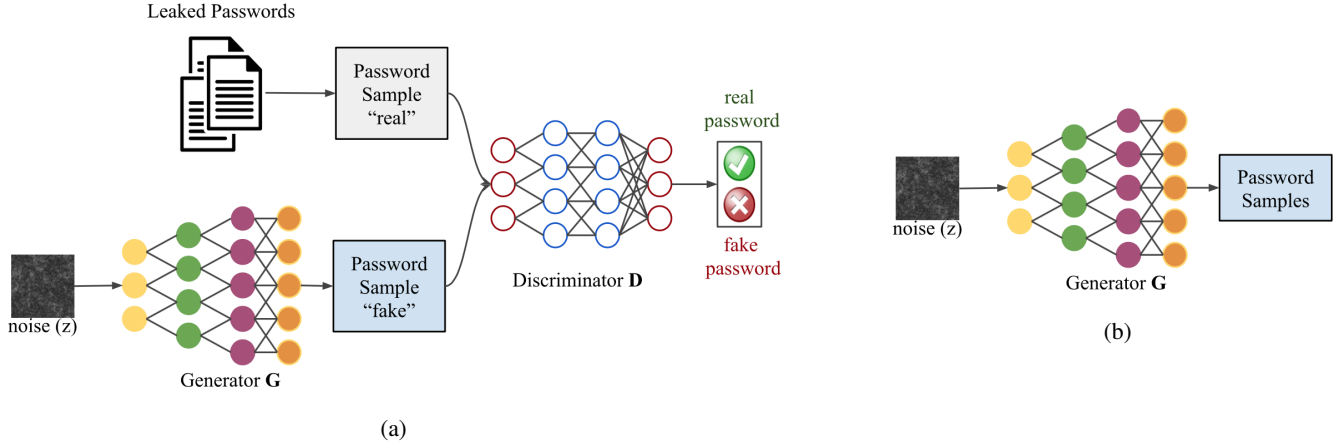 Leaked Passwords
Password
Sample
“real”
real
password
fake
password
Discriminator D
Password
Sample
“fake”
noise (z)
Generator G
(a)
noise (z)
Password
Samples
Generator G
(b)